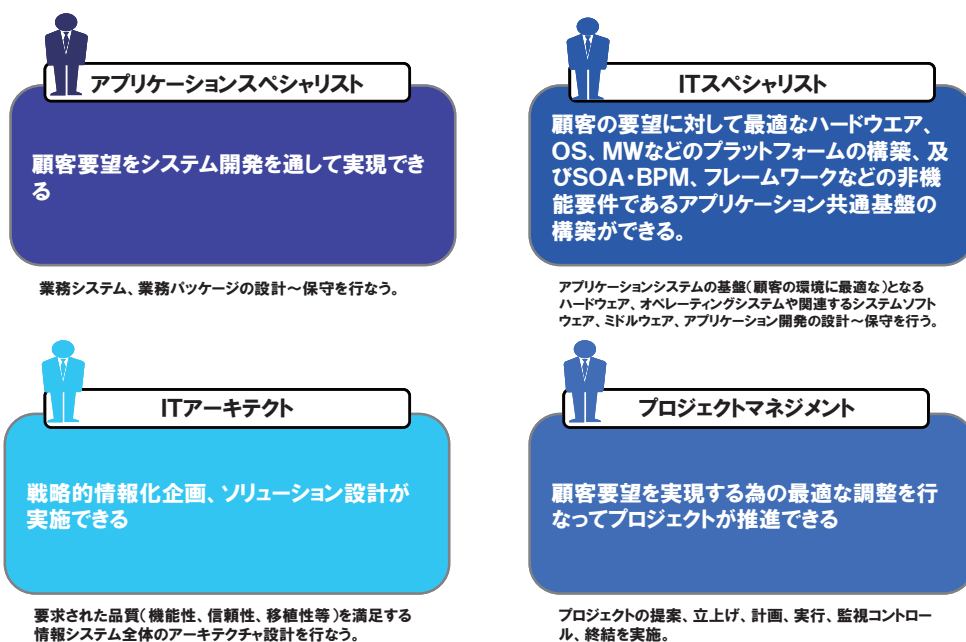 アプリケーションスペシャリスト
顧客要望をシステム開発を通して実現でき
る
業務システム、業務パッケージの設計～保守を行なう。
ITスペシャリスト
顧客の要望に対して最適なハードウエア、
OS、MWなどのプラットフォームの構築、及
びSOA・BPM、フレームワークなどの非機
能要件であるアプリケーション共通基盤の
構築ができる。
アプリケーションシステムの基盤（顧客の環境に最適な）となる
ハードウェア、オペレーティングシステムや関連するシステムソフト
ウェア、ミドルウェア、アプリケーション開発の設計～保守を行う。
ITアーキテクト
戦略的情報化企画、ソリューション設計が
実施できる
要求された品質（機能性、信頼性、移植性等）を満足する
情報システム全体のアーキテクチャ設計を行なう。
プロジェクトマネジメント
顧客要望を実現する為の最適な調整を行
なってプロジェクトが推進できる
プロジェクトの提案、立上げ、計画、実行、監視コントロー
ル、終結を実施。